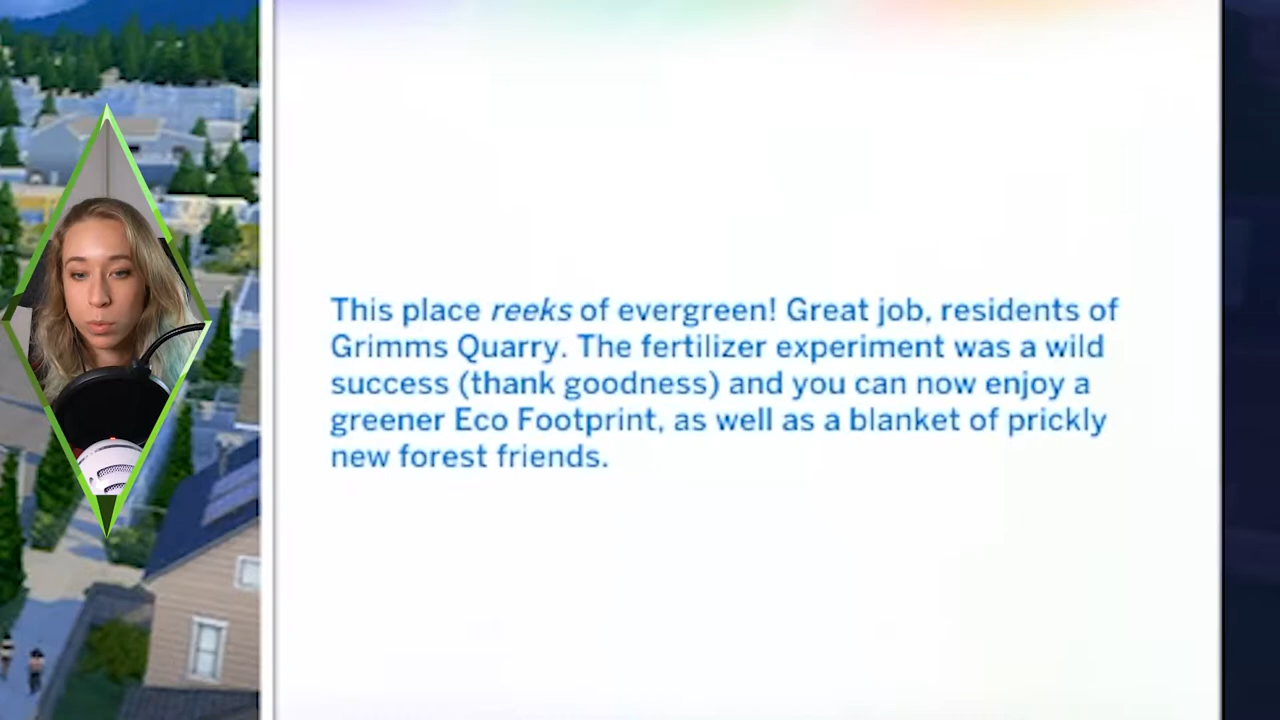 This place reeks of evergreen! Great job, residents of
Grimms Quarry. The fertilizer experiment was a wild
success (thank goodness) and you can now enjoy a
greener Eco Footprint, as well as a blanket of prickly
new forest friends.